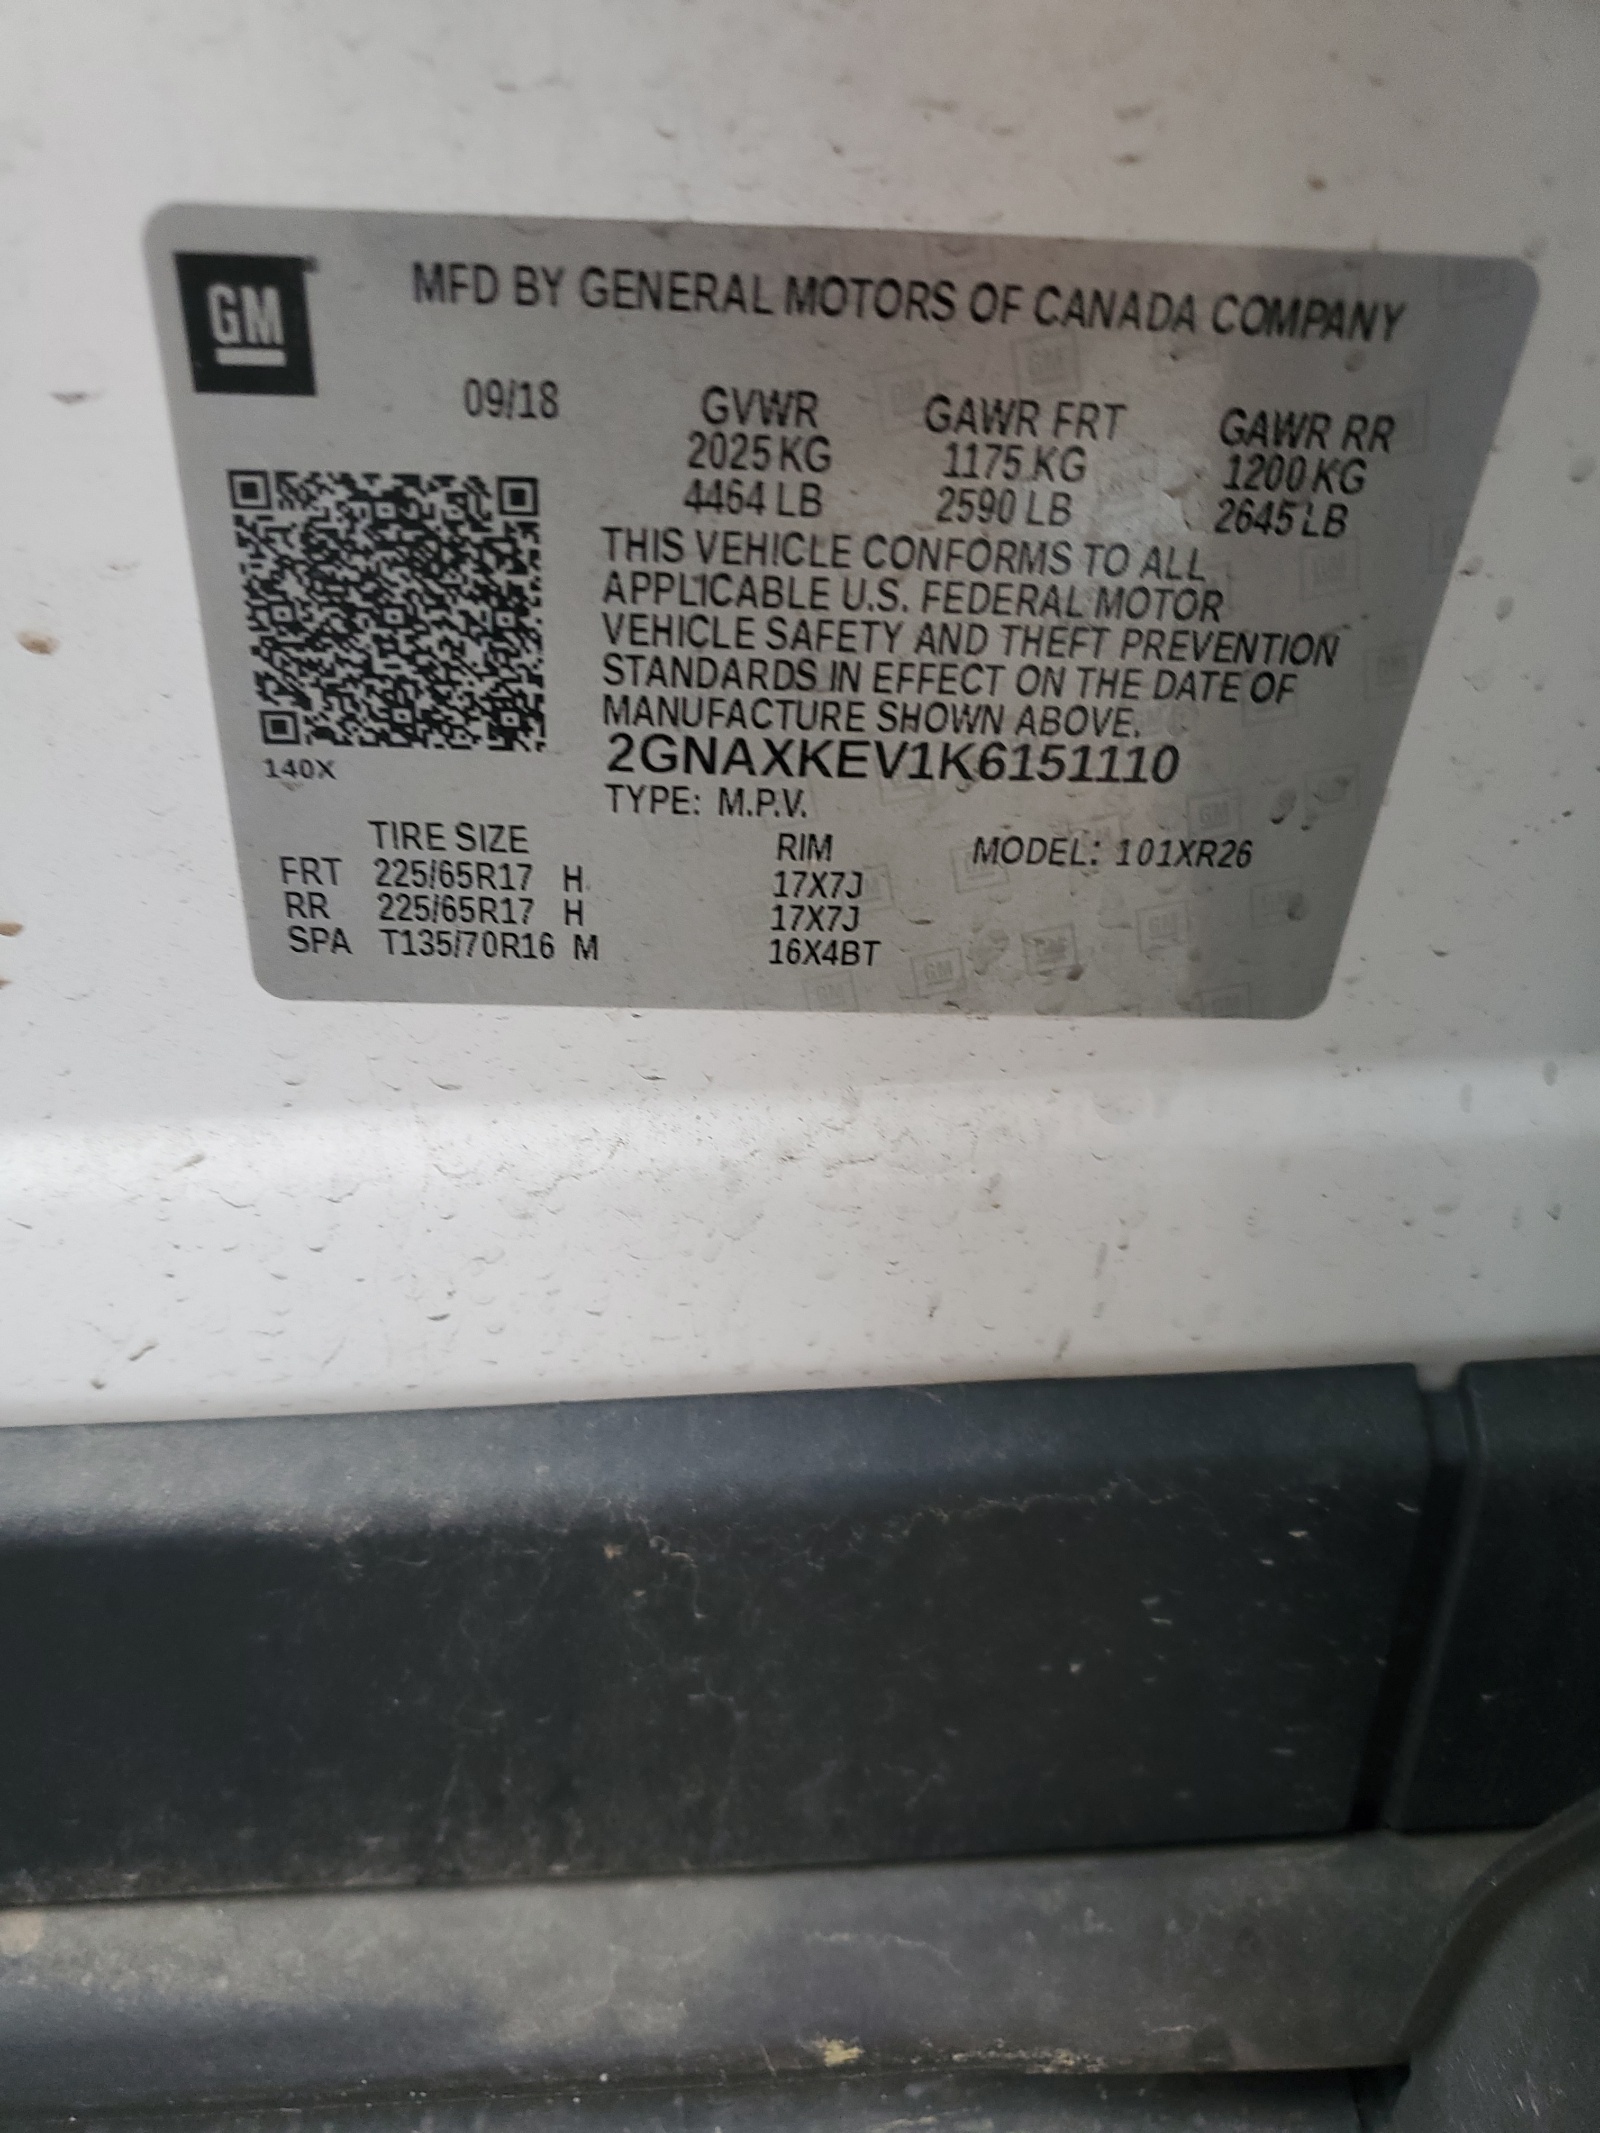 GM
MFD BY GENERAL MOTORS OF CANADA COMPANY
09/18 GVWR GAWR FRT GAWR RR
2025 KG 1175 KG 1200 KG
4464 LB 2590 LB 2645 LB
THIS VEHICLE CONFORMS TO ALL
APPLICABLE U.S. FEDERAL MOTOR
VEHICLE SAFETY AND THEFT PREVENTION
STANDARDS IN EFFECT ON THE DATE OF
MANUFACTURE SHOWN ABOVE.
2GNAXKEV1K6151110
140X
TYPE: M.P.V.
TIRE SIZE RIM MODEL: 101XR26
FRT 225/65R17 H 17X7J
RR 225/65R17 H 17X7J
SPA T135/70R16 M 16X4BT